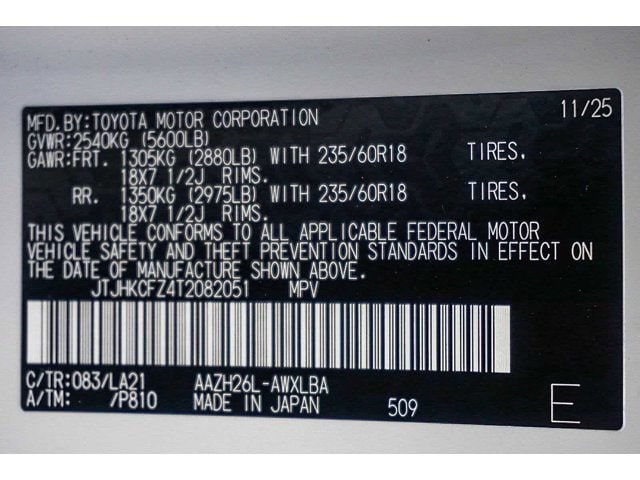 MFD.BY:TOYOTA MOTOR CORPORATION 11/25
GVWR:2540KG (5600LB)
GAWR:FRT. 1305KG (2880LB) WITH 235/60R18 TIRES,
18X7 1/2J RIMS.
RR. 1350KG (2975LB) WITH 235/60R18 TIRES,
18X7 1/2J RIMS.
THIS VEHICLE CONFORMS TO ALL APPLICABLE FEDERAL MOTOR
VEHICLE SAFETY AND THEFT PREVENTION STANDARDS IN EFFECT ON
THE DATE OF MANUFACTURE SHOWN ABOVE.
JTJHKCFZ4T2082051 MPV
C/TR:083/LA21 AAZH26L-AWXLBA
A/TM: /P810 MADE IN JAPAN 509 E